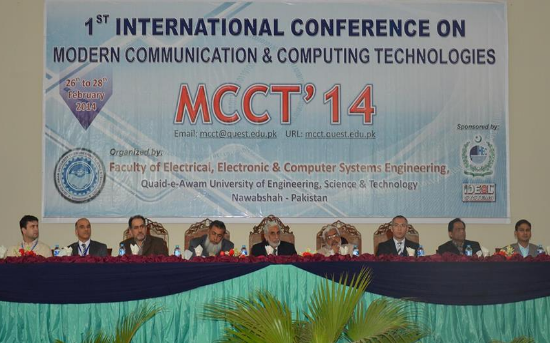 1ST INTERNATIONAL CONFERENCE ON
MODERN COMMUNICATION & COMPUTING TECHNOLOGIES
26th to 28th
February
2014
MCCT'14
Email: mcct@quest.edu.pk URL: mcct.quest.edu.pk
Sponsored by:
Organized by:
Faculty of Electrical, Electronic & Computer Systems Engineering,
Quaid-e-Awam University of Engineering, Science & Technology
Nawabshah - Pakistan